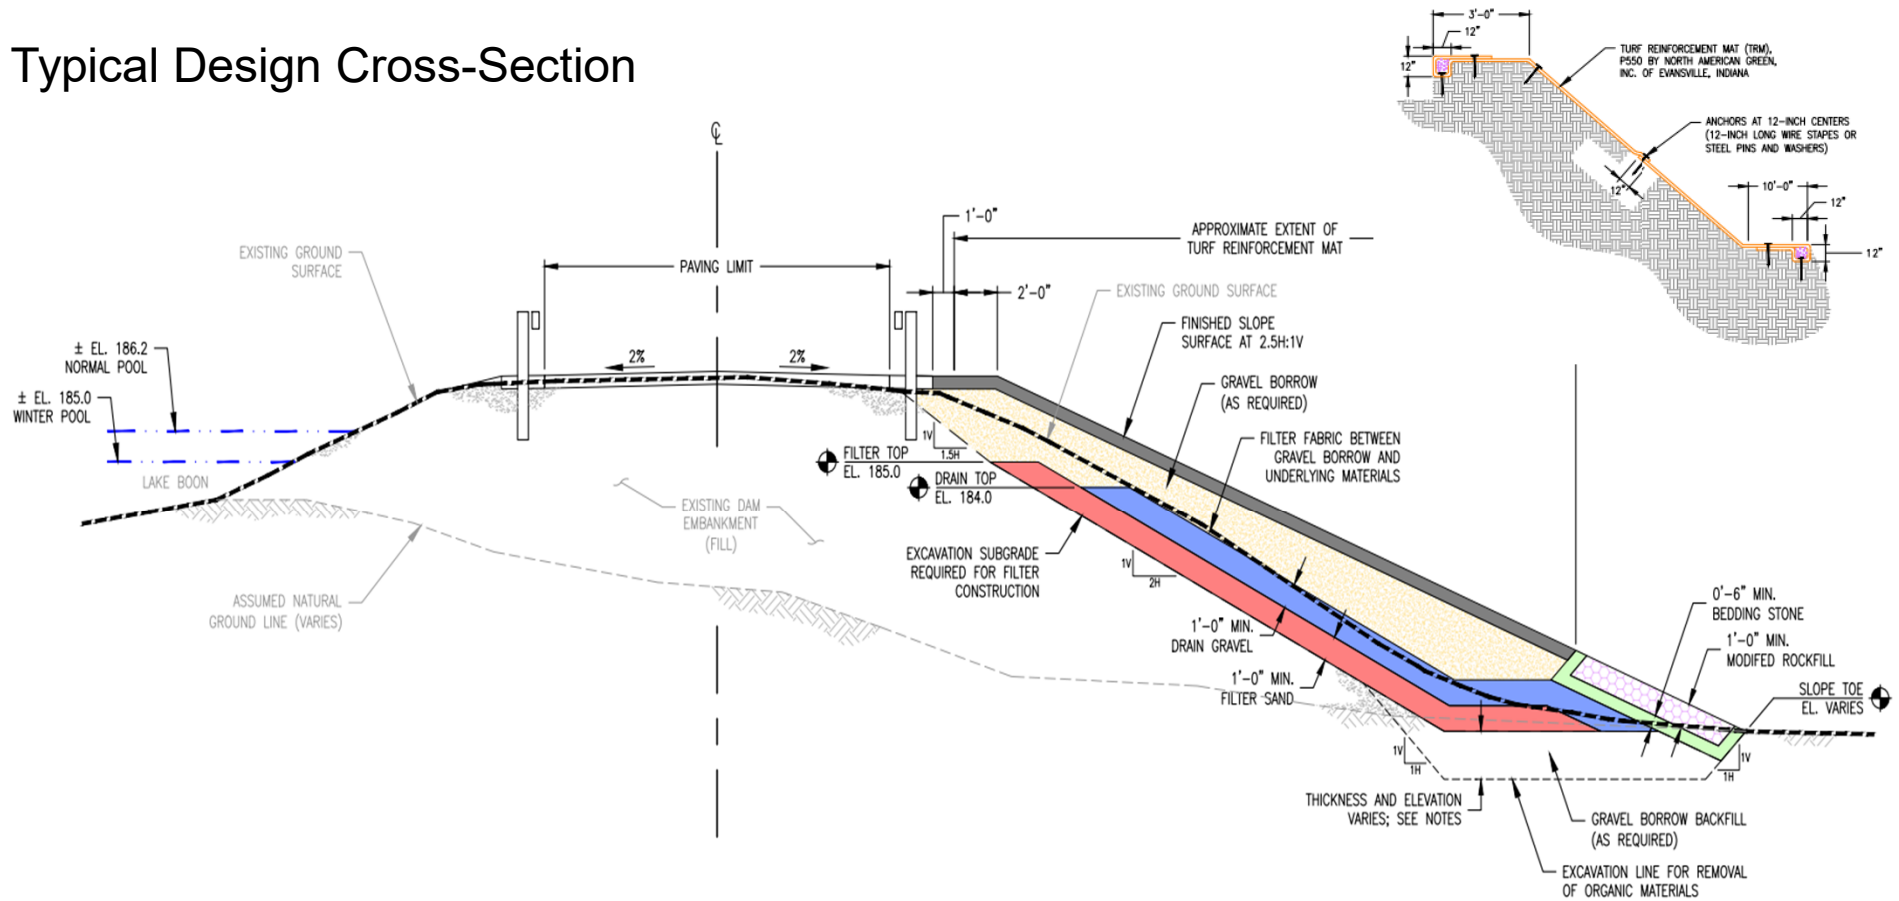 Typical Design Cross-Section
3'-0"
12"
12"
TURF REINFORCEMENT MAT (TRM),
P550 BY NORTH AMERICAN GREEN,
INC. OF EVANSVILLE, INDIANA
ANCHORS AT 12-INCH CENTERS
(12-INCH LONG WIRE STAPES OR
STEEL PINS AND WASHERS)
12"
10'-0"
12"
12"
℄
1'-0"
APPROXIMATE EXTENT OF
TURF REINFORCEMENT MAT
EXISTING GROUND
SURFACE
PAVING LIMIT
2'-0"
EXISTING GROUND SURFACE
FINISHED SLOPE
SURFACE AT 2.5H:1V
± EL. 186.2
NORMAL POOL
2%
2%
GRAVEL BORROW
(AS REQUIRED)
± EL. 185.0
WINTER POOL
1V
1.5H
FILTER FABRIC BETWEEN
GRAVEL BORROW AND
UNDERLYING MATERIALS
FILTER TOP
EL. 185.0
DRAIN TOP
EL. 184.0
LAKE BOON
EXISTING DAM
EMBANKMENT
(FILL)
EXCAVATION SUBGRADE
REQUIRED FOR FILTER
CONSTRUCTION
1V
2H
ASSUMED NATURAL
GROUND LINE (VARIES)
0'-6" MIN.
BEDDING STONE
1'-0" MIN.
DRAIN GRAVEL
1'-0" MIN.
MODIFED ROCKFILL
1'-0" MIN.
FILTER SAND
SLOPE TOE
EL. VARIES
1V
1H
1V
1H
THICKNESS AND ELEVATION
VARIES; SEE NOTES
GRAVEL BORROW BACKFILL
(AS REQUIRED)
EXCAVATION LINE FOR REMOVAL
OF ORGANIC MATERIALS